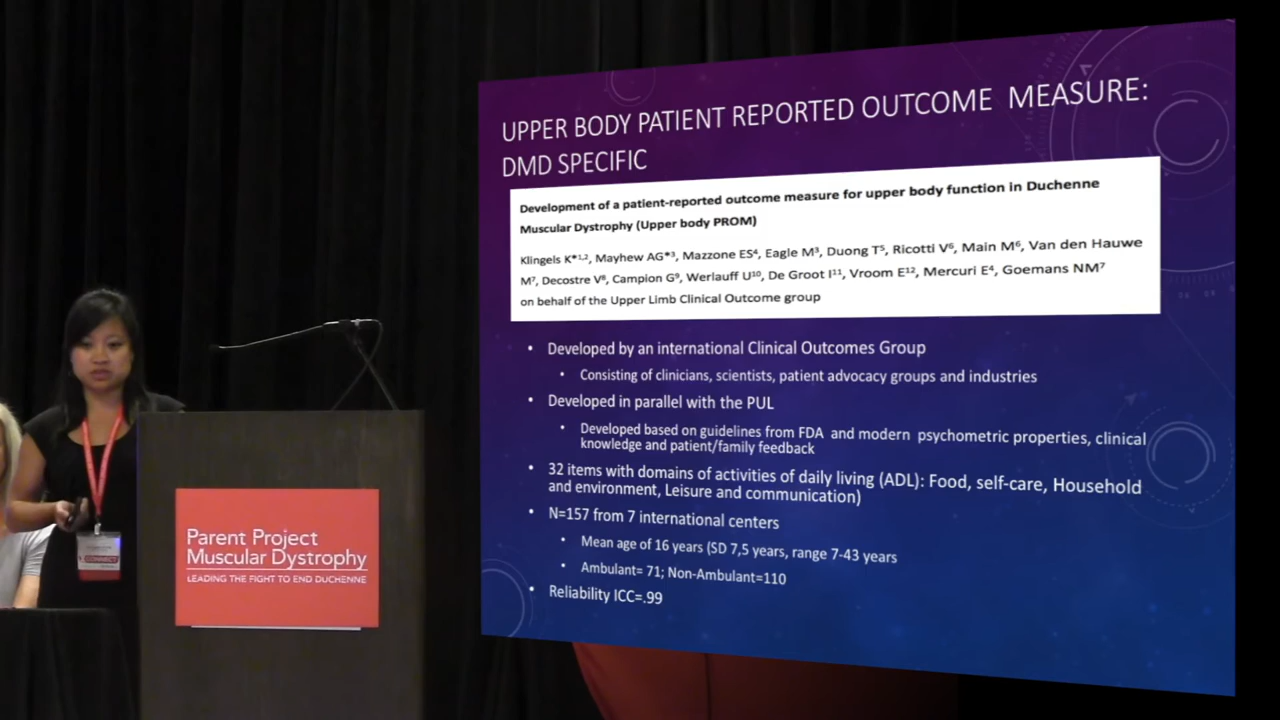 UPPER BODY PATIENT REPORTED OUTCOME MEASURE:
DMD SPECIFIC
Development of a patient-reported outcome measure for upper body function in Duchenne
Muscular Dystrophy (Upper body PROM)
Klingels K*¹˒², Mayhew AG*³, Mazzone ES⁴, Eagle M³, Duong T⁵, Ricotti V⁶, Main M⁶, Van den Hauwe
M⁷, Decostre V⁸, Campion G⁹, Werlauff U¹⁰, De Groot I¹¹, Vroom E¹², Mercuri E⁴, Goemans NM⁷
on behalf of the Upper Limb Clinical Outcome group
• Developed by an international Clinical Outcomes Group
• Consisting of clinicians, scientists, patient advocacy groups and industries
• Developed in parallel with the PUL
• Developed based on guidelines from FDA and modern psychometric properties, clinical
knowledge and patient/family feedback
• 32 items with domains of activities of daily living (ADL): Food, self-care, Household
and environment, Leisure and communication)
• N=157 from 7 international centers
• Mean age of 16 years (SD 7,5 years, range 7-43 years
• Ambulant= 71; Non-Ambulant=110
• Reliability ICC=.99
Parent Project
Muscular Dystrophy
LEADING THE FIGHT TO END DUCHENNE
CONNECT